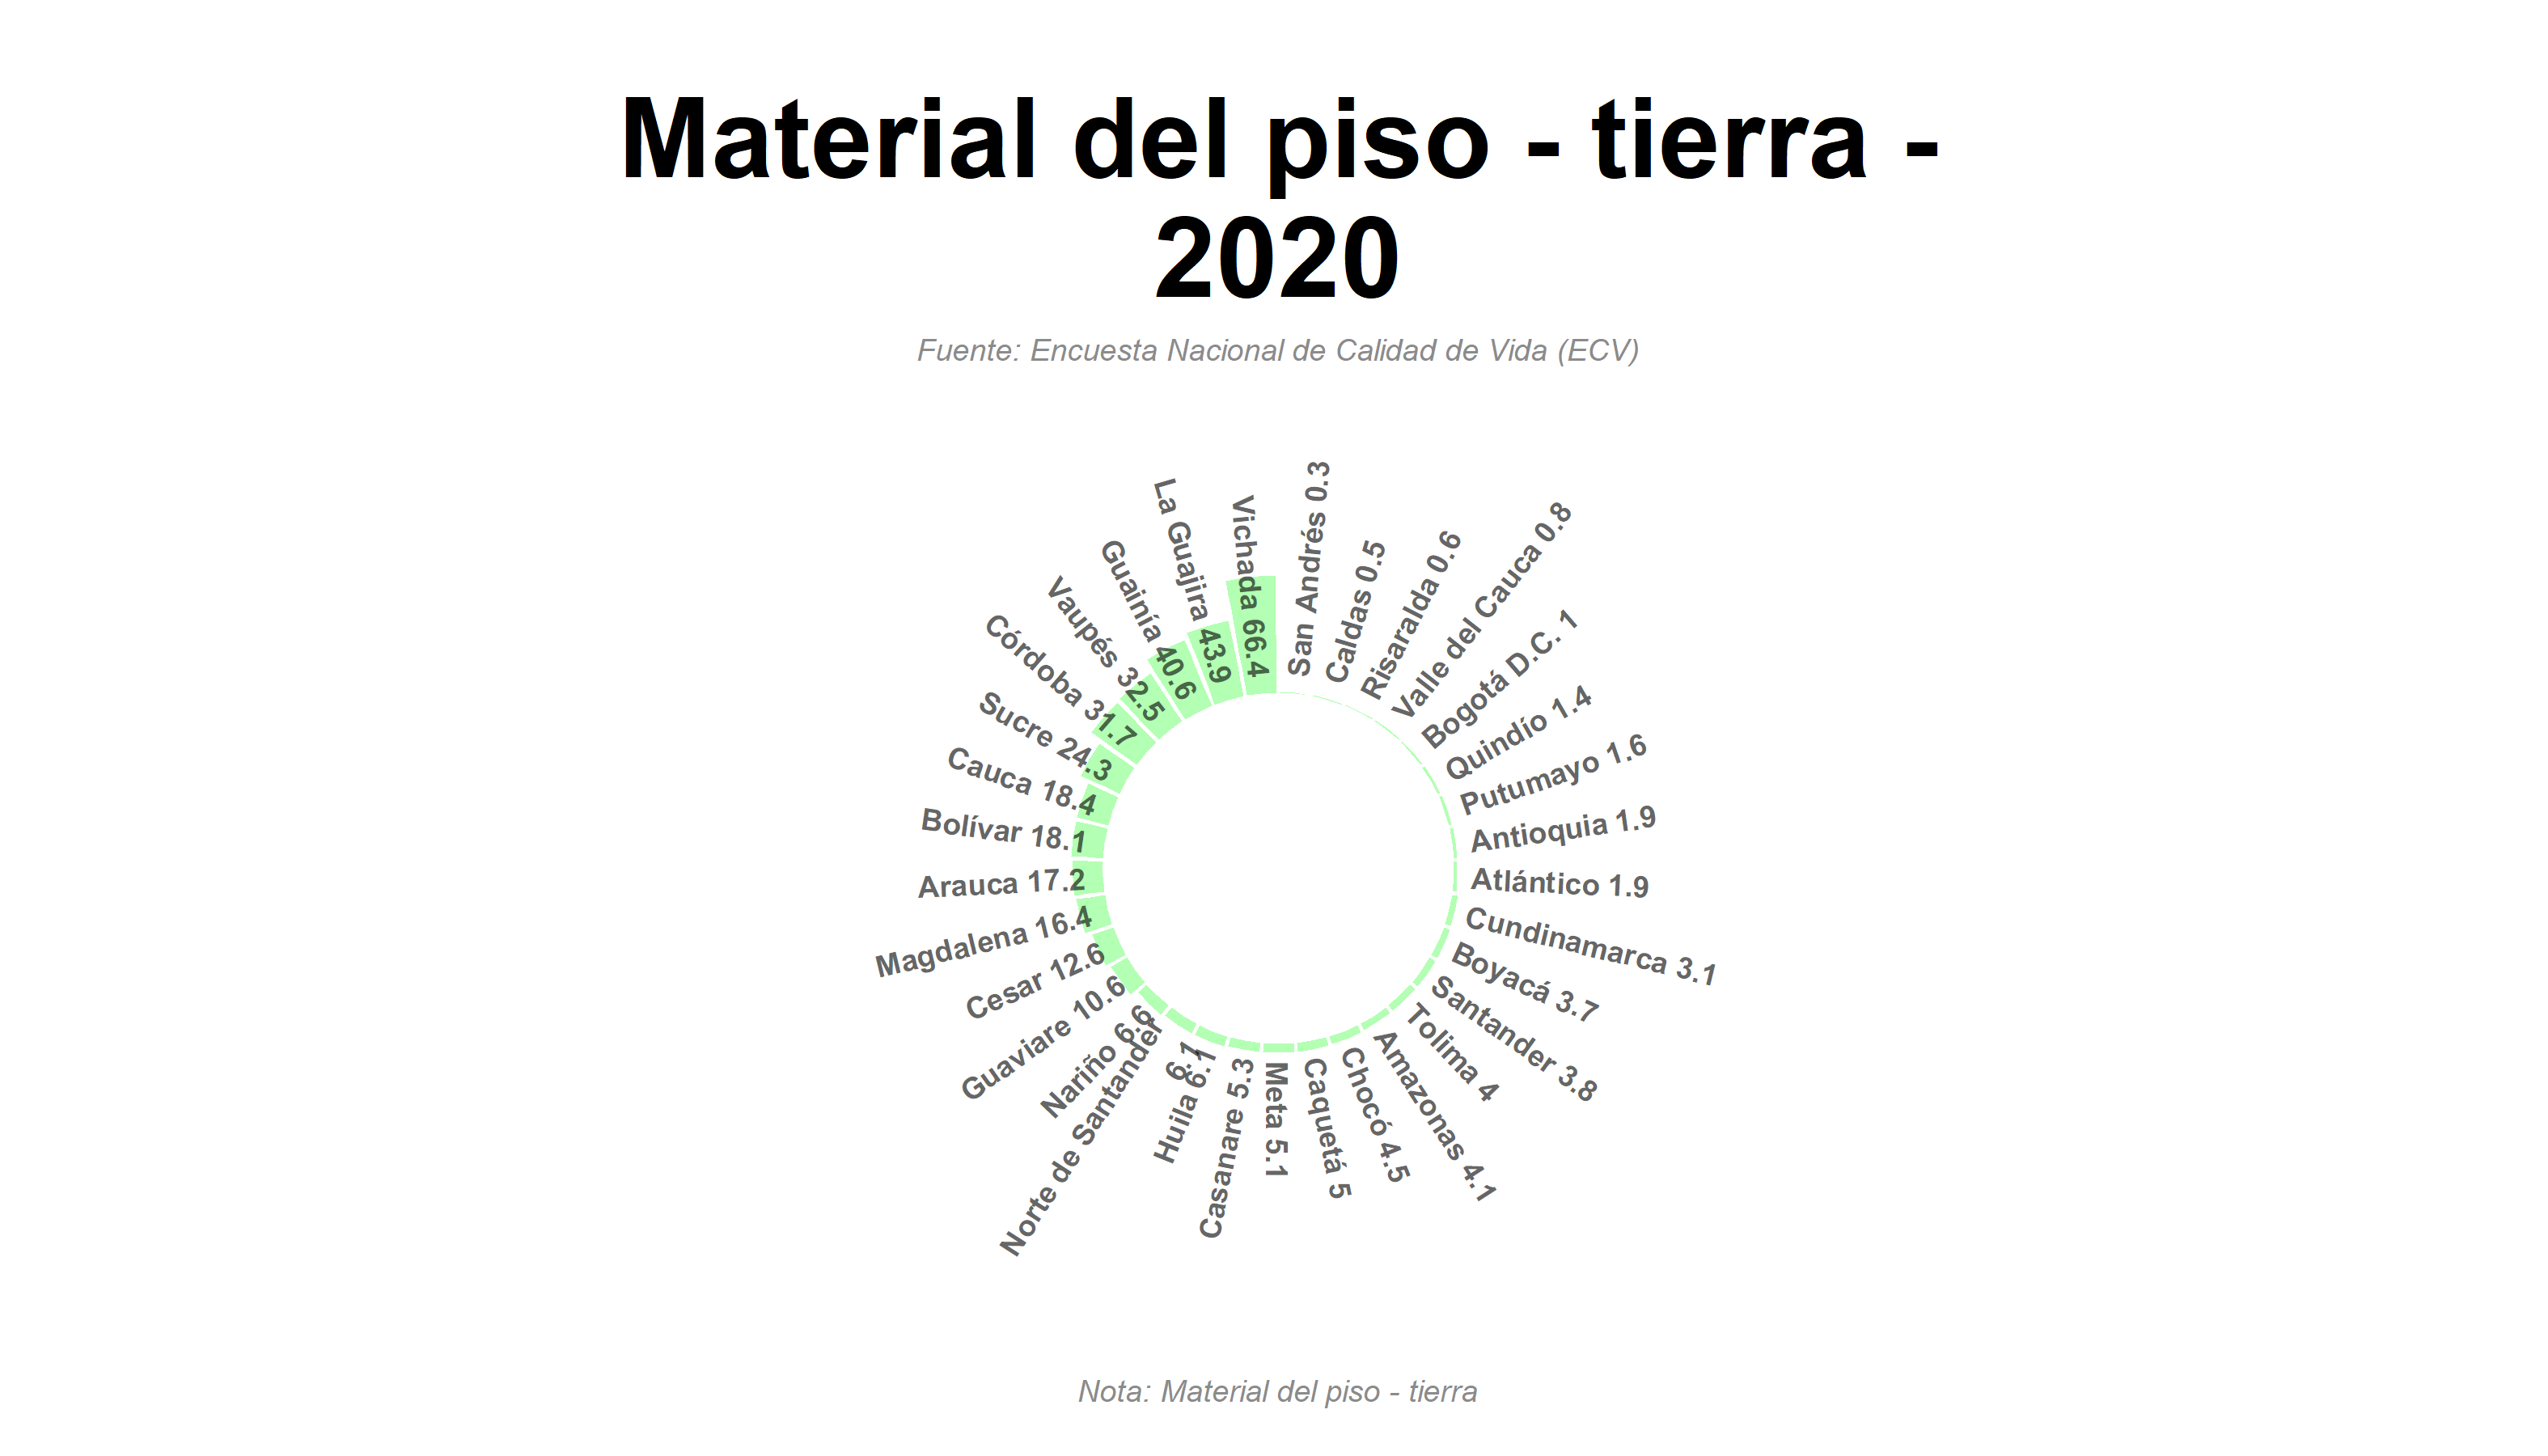 Material del piso - tierra -
2020
Fuente: Encuesta Nacional de Calidad de Vida (ECV)
San Andrés 0.3
Caldas 0.5
Risaralda 0.6
Valle del Cauca 0.8
Bogotá D.C. 1
Quindío 1.4
Putumayo 1.6
Antioquia 1.9
Atlántico 1.9
Cundinamarca 3.1
Boyacá 3.7
Santander 3.8
Tolima 4
Amazonas 4.1
Chocó 4.5
Caquetá 5
Meta 5.1
Casanare 5.3
Huila 6.1
Norte de Santander
6.1
Nariño 6.6
Guaviare 10.6
Cesar 12.6
Magdalena 16.4
Arauca 17.2
Bolívar 18.1
Cauca 18.4
Sucre 24.3
Córdoba 31.7
Vaupés 32.5
Guainía 40.6
La Guajira 43.9
Vichada 66.4
Nota: Material del piso - tierra